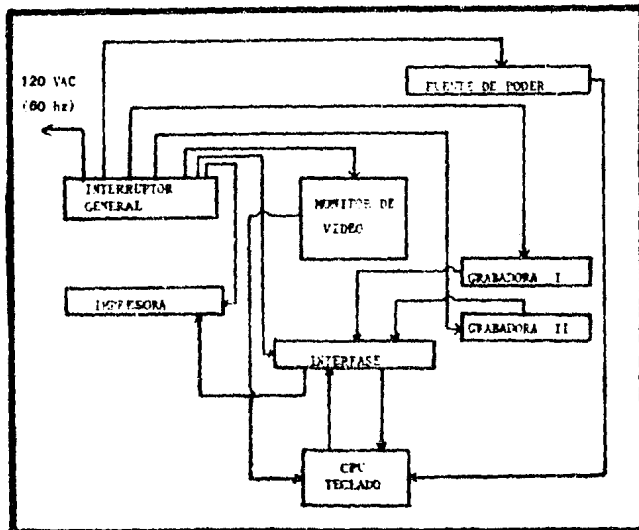 120 VAC
(60 hz)
FUENTE DE PODER
INTERRUPTOR
GENERAL
MONITOR DE
VIDEO
GRABADORA I
IMPRESORA
GRABADORA II
INTERFASE
CPU
TECLADO